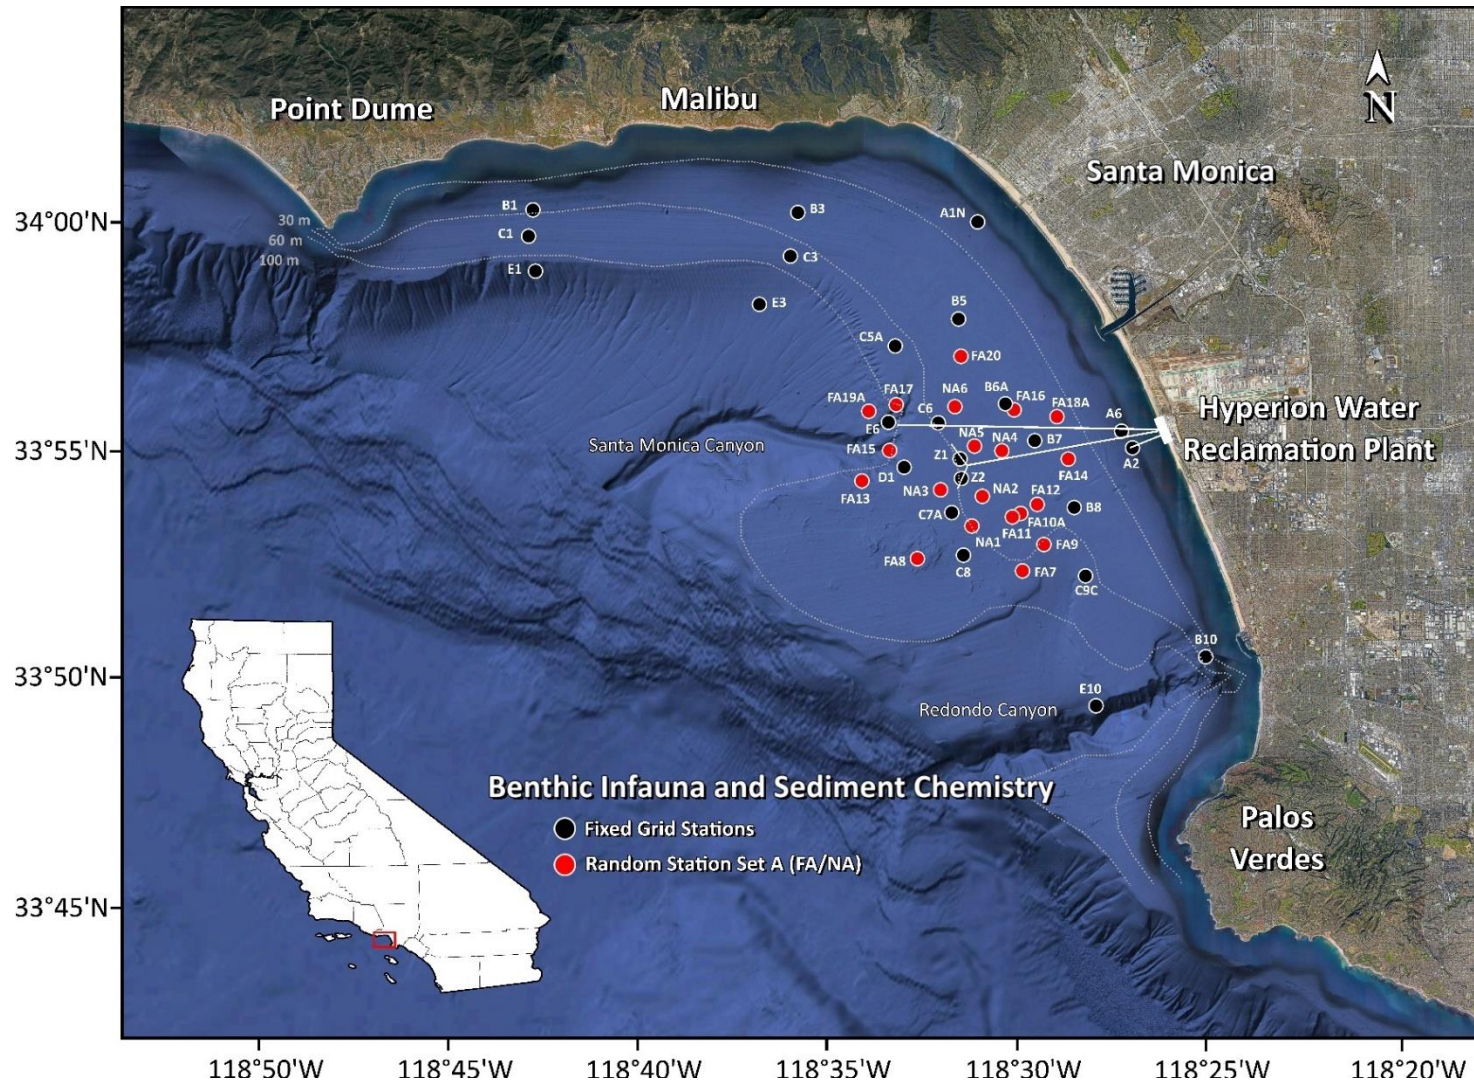 Point Dume
Malibu
N
Santa Monica
34°00'N
30 m
60 m
100 m
B1
C1
E1
B3
C3
E3
A1N
B5
C5A
FA20
FA19A
FA17
NA6
B6A
FA16
FA18A
A6
C6
E6
Hyperion Water
Reclamation Plant
33°55'N
Santa Monica Canyon
FA15
NA5
NA4
B7
A2
Z1
D1
FA14
FA13
Z2
NA3
NA2
FA12
B8
C7A
FA10A
FA11
NA1
FA9
FA8
C8
FA7
C9C
33°50'N
B10
E10
Redondo Canyon
Benthic Infauna and Sediment Chemistry
Fixed Grid Stations
Random Station Set A (FA/NA)
Palos
Verdes
33°45'N
118°50'W
118°45'W
118°40'W
118°35'W
118°30'W
118°25'W
118°20'W